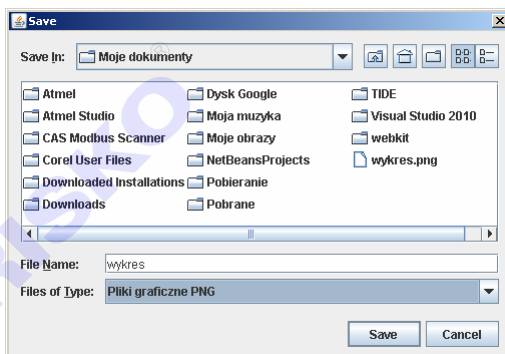 Save
Save In: Moje dokumenty
Atmel Dysk Google TIDE
Atmel Studio Moja muzyka Visual Studio 2010
CAS Modbus Scanner Moje obrazy webkit
Corel User Files NetBeansProjects wykres.png
Downloaded Installations Pobieranie
Downloads Pobrane
File Name: wykres
Files of Type: Pliki graficzne PNG
Save Cancel